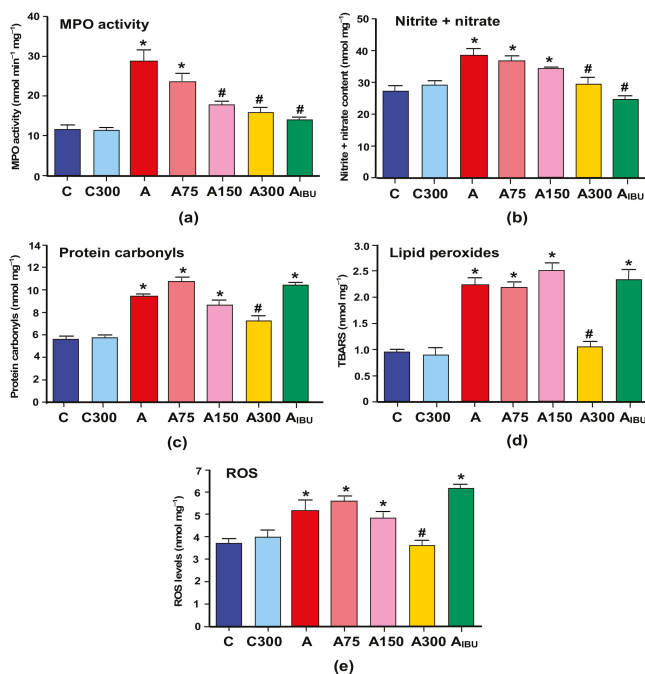 MPO activity
MPO activity (nmol min⁻¹ mg⁻¹)
40
30
20
10
0
* * # # #
C C300 A A75 A150 A300 AIBU
(a)
Nitrite + nitrate
Nitrite + nitrate content (nmol mg⁻¹)
50
40
30
20
10
0
* * * # #
C C300 A A75 A150 A300 AIBU
(b)
Protein carbonyls
Protein carbonyls (nmol mg⁻¹)
14
12
10
8
6
4
2
0
* * * # *
C C300 A A75 A150 A300 AIBU
(c)
Lipid peroxides
TBARS (nmol mg⁻¹)
3.0
2.5
2.0
1.5
1.0
0.5
0.0
* * * # *
C C300 A A75 A150 A300 AIBU
(d)
ROS
ROS levels (nmol mg⁻¹)
7
6
5
4
3
2
1
0
* * * # *
C C300 A A75 A150 A300 AIBU
(e)